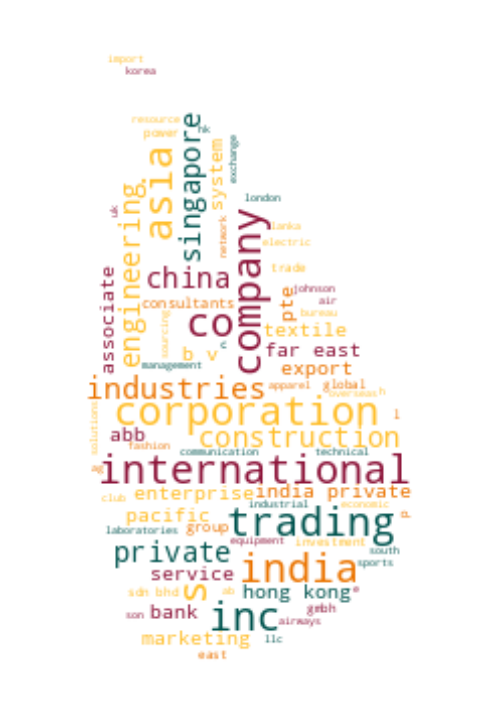 import
korea
resource
power
hk
singapore
asia
system
exchange
london
uk
engineering
network
company
lanka
electric
associate
china
trade
johnson
air
pte
consultants
bureau
sourcing
co
textile
c
b v
far east
management
export
industries
apparel
global
overseas
h
corporation
l
solutions
abb
construction
fashion
communication
technical
ag
international
club
enterprise
india private
industrial
economic
pacific
p
laboratories
group
trading
equipment
investment
private
south
sports
service
india
s
sdn bhd
ab
hong kong
e
son
bank
inc
gmbh
airways
marketing
llc
east